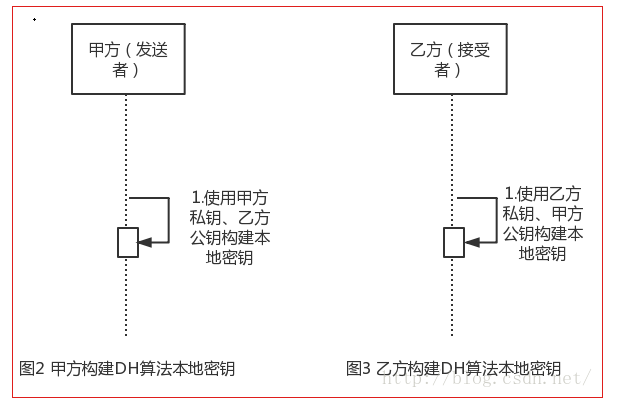 甲方（发送
者）
乙方（接受
者）
1.使用甲方
私钥、乙方
公钥构建本
地密钥
1.使用乙方
私钥、甲方
公钥构建本
地密钥
图2 甲方构建DH算法本地密钥
图3 乙方构建DH算法本地密钥
http://blog.csdn.net/